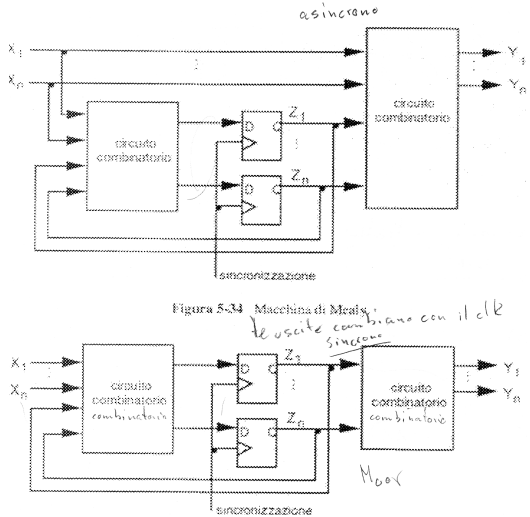 asincrono
X1
Y1
Xn
Yn
circuito
combinatorio
circuito
combinatorio
D Q
Z1
D Q
Zn
sincronizzazione
Figura 5-34 Macchina di Mealy
le uscite cambiano con il clk
sincrono
X1
Xn
circuito
combinatorio
combinatorio
D Q
Z1
D Q
Zn
circuito
combinatorio
combinatorio
Y1
Yn
Moor
sincronizzazione